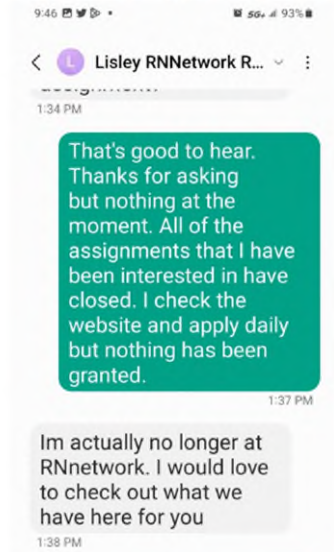 9:46
5G+ 93%
L Lisley RNNetwork R...
1:34 PM
That's good to hear.
Thanks for asking
but nothing at the
moment. All of the
assignments that I have
been interested in have
closed. I check the
website and apply daily
but nothing has been
granted.
1:37 PM
Im actually no longer at
RNnetwork. I would love
to check out what we
have here for you
1:38 PM